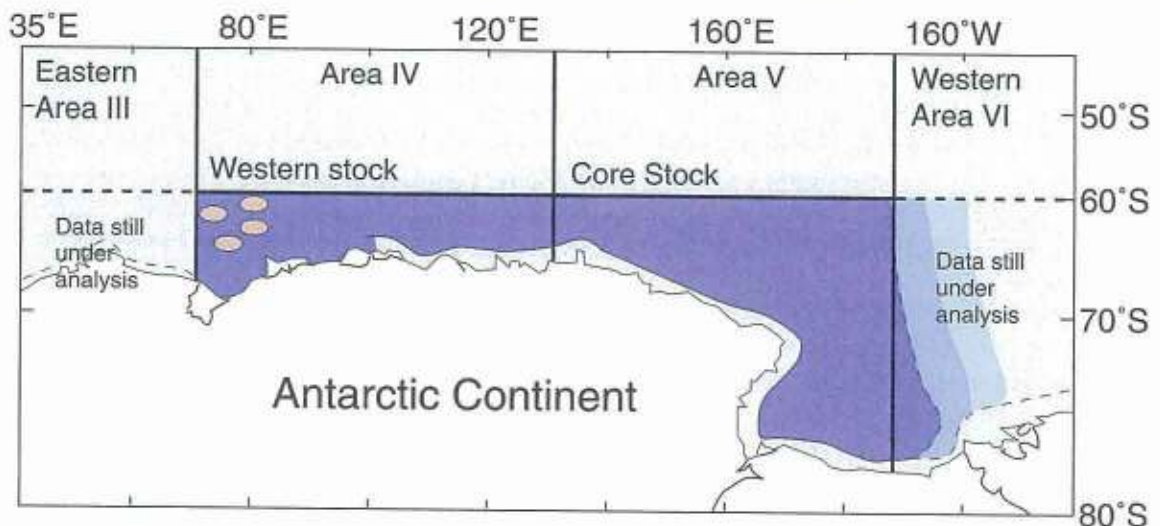 35˚E 80˚E 120˚E 160˚E 160˚W
Eastern
Area III
Area IV
Area V
Western
Area VI
50˚S
Western stock
Core Stock
60˚S
Data still
under
analysis
Data still
under
analysis
70˚S
Antarctic Continent
80˚S